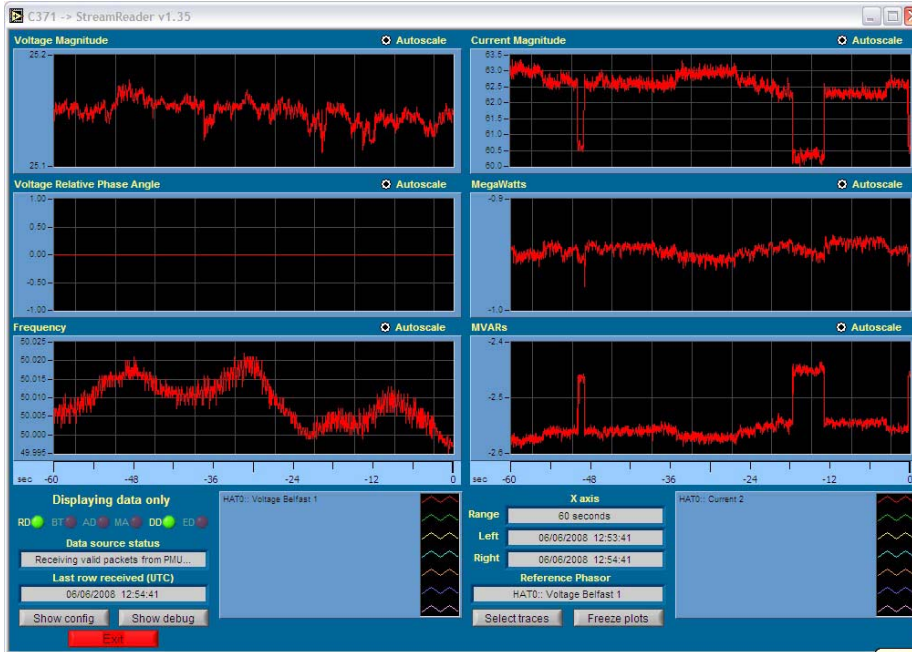 C371 -> StreamReader v1.35
Voltage Magnitude
Autoscale
26.2
26.1
Current Magnitude
Autoscale
63.5
63.0
62.5
62.0
61.5
61.0
60.5
60.0
Voltage Relative Phase Angle
Autoscale
1.00
0.50
0.00
-0.50
-1.00
MegaWatts
Autoscale
-0.9
-1.0
Frequency
Autoscale
50.025
50.020
50.015
50.010
50.005
50.000
49.995
MVARs
Autoscale
-2.4
-2.6
-2.8
sec -60 -48 -36 -24 -12 0
sec -60 -48 -36 -24 -12 0
Displaying data only
RD BT AD MA DD ED
Data source status
Receiving valid packets from PMU...
Last row received (UTC)
06/06/2008 12:54:41
Show config Show debug
Exit
HAT0:: Voltage Belfast 1
X axis
Range 60 seconds
Left 06/06/2008 12:53:41
Right 06/06/2008 12:54:41
Reference Phasor
HAT0:: Voltage Belfast 1
Select traces Freeze plots
HAT0:: Current 2